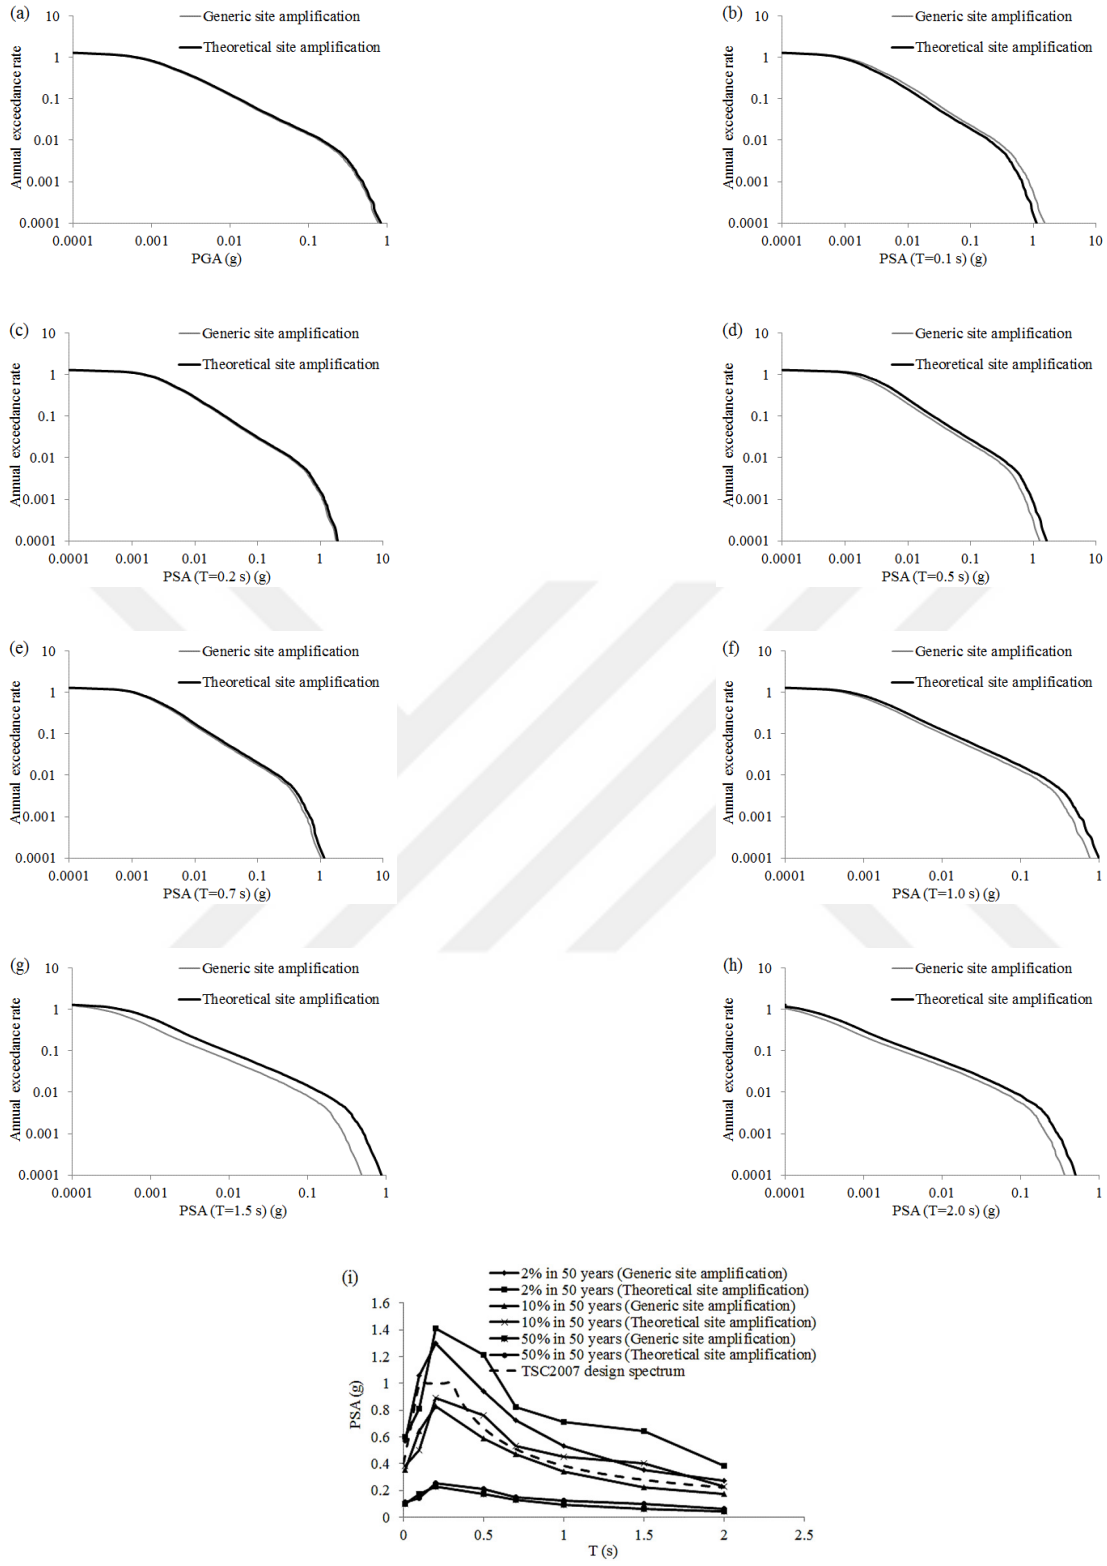 (a)
Generic site amplification
Theoretical site amplification
Annual exceedance rate
10
1
0.1
0.01
0.001
0.0001
0.0001 0.001 0.01 0.1 1
PGA (g)
(b)
Generic site amplification
Theoretical site amplification
Annual exceedance rate
10
1
0.1
0.01
0.001
0.0001
0.0001 0.001 0.01 0.1 1 10
PSA (T=0.1 s) (g)
(c)
Generic site amplification
Theoretical site amplification
Annual exceedance rate
10
1
0.1
0.01
0.001
0.0001
0.0001 0.001 0.01 0.1 1 10
PSA (T=0.2 s) (g)
(d)
Generic site amplification
Theoretical site amplification
Annual exceedance rate
10
1
0.1
0.01
0.001
0.0001
0.0001 0.001 0.01 0.1 1 10
PSA (T=0.5 s) (g)
(e)
Generic site amplification
Theoretical site amplification
Annual exceedance rate
10
1
0.1
0.01
0.001
0.0001
0.0001 0.001 0.01 0.1 1 10
PSA (T=0.7 s) (g)
(f)
Generic site amplification
Theoretical site amplification
Annual exceedance rate
10
1
0.1
0.01
0.001
0.0001
0.0001 0.001 0.01 0.1 1
PSA (T=1.0 s) (g)
(g)
Generic site amplification
Theoretical site amplification
Annual exceedance rate
10
1
0.1
0.01
0.001
0.0001
0.0001 0.001 0.01 0.1 1
PSA (T=1.5 s) (g)
(h)
Generic site amplification
Theoretical site amplification
Annual exceedance rate
10
1
0.1
0.01
0.001
0.0001
0.0001 0.001 0.01 0.1 1
PSA (T=2.0 s) (g)
(i)
2% in 50 years (Generic site amplification)
2% in 50 years (Theoretical site amplification)
10% in 50 years (Generic site amplification)
10% in 50 years (Theoretical site amplification)
50% in 50 years (Generic site amplification)
50% in 50 years (Theoretical site amplification)
TSC2007 design spectrum
PSA (g)
1.6
1.4
1.2
1
0.8
0.6
0.4
0.2
0
0 0.5 1 1.5 2 2.5
T (s)